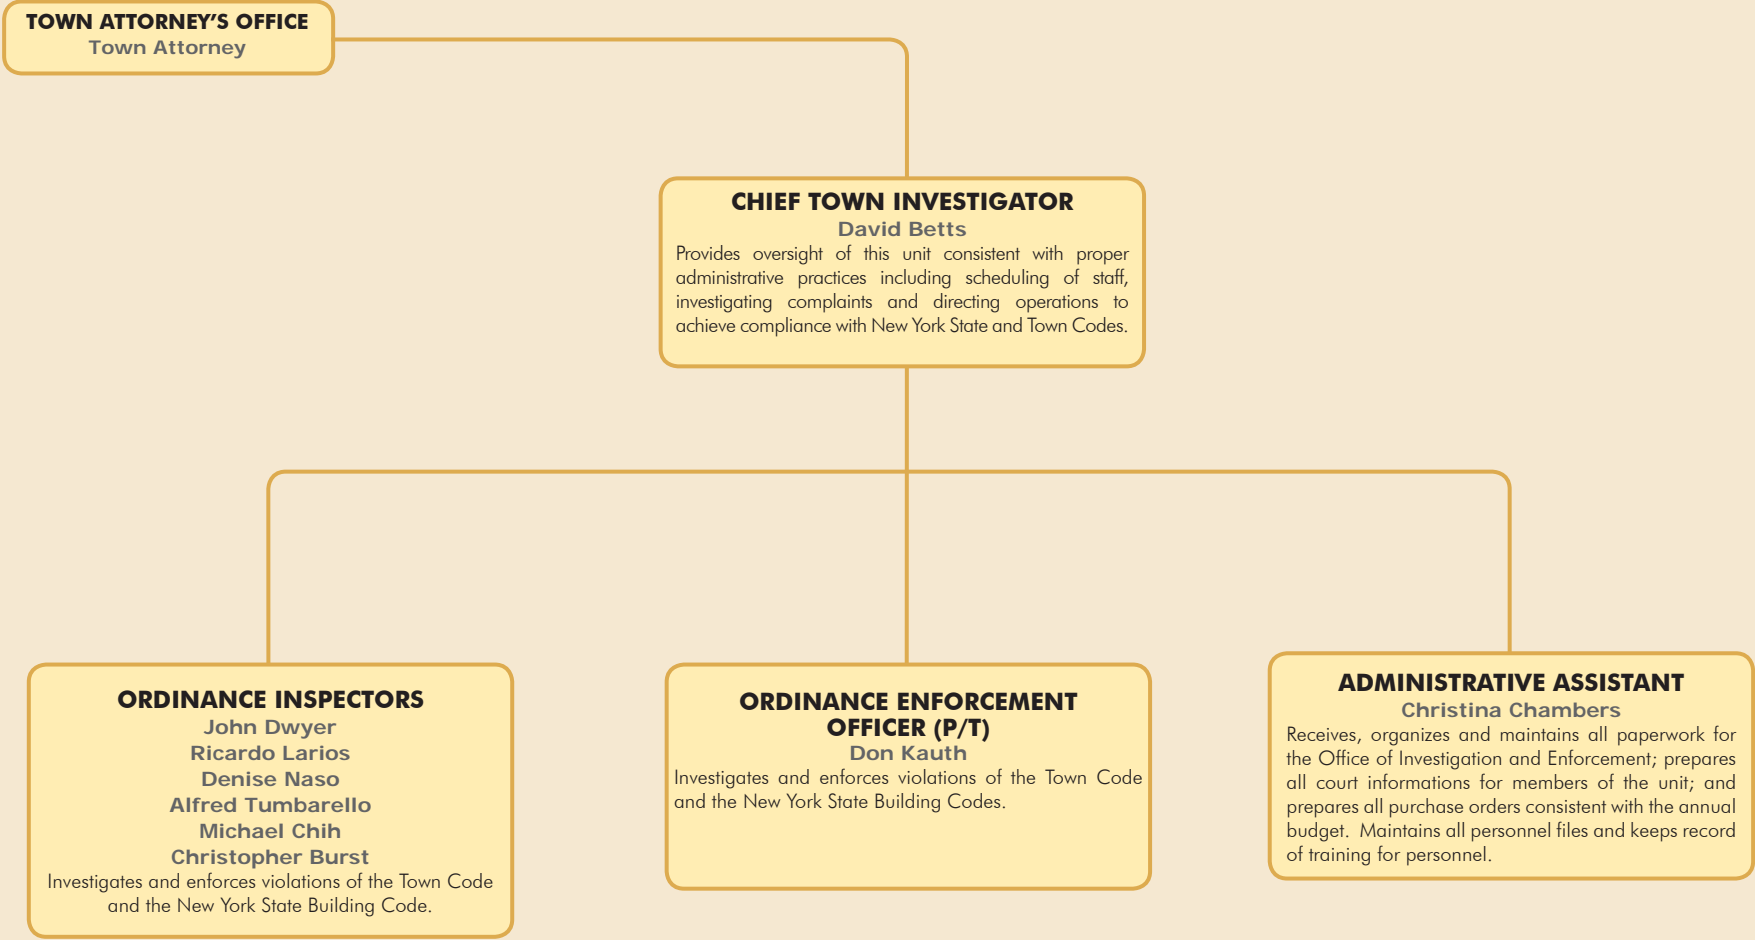 TOWN ATTORNEY'S OFFICE
Town Attorney
CHIEF TOWN INVESTIGATOR
David Betts
Provides oversight of this unit consistent with proper
administrative practices including scheduling of staff,
investigating complaints and directing operations to
achieve compliance with New York State and Town Codes.
ORDINANCE INSPECTORS
John Dwyer
Ricardo Larios
Denise Naso
Alfred Tumbarello
Michael Chih
Christopher Burst
Investigates and enforces violations of the Town Code
and the New York State Building Code.
ORDINANCE ENFORCEMENT
OFFICER (P/T)
Don Kauth
Investigates and enforces violations of the Town Code
and the New York State Building Codes.
ADMINISTRATIVE ASSISTANT
Christina Chambers
Receives, organizes and maintains all paperwork for
the Office of Investigation and Enforcement; prepares
all court informations for members of the unit; and
prepares all purchase orders consistent with the annual
budget. Maintains all personnel files and keeps record
of training for personnel.